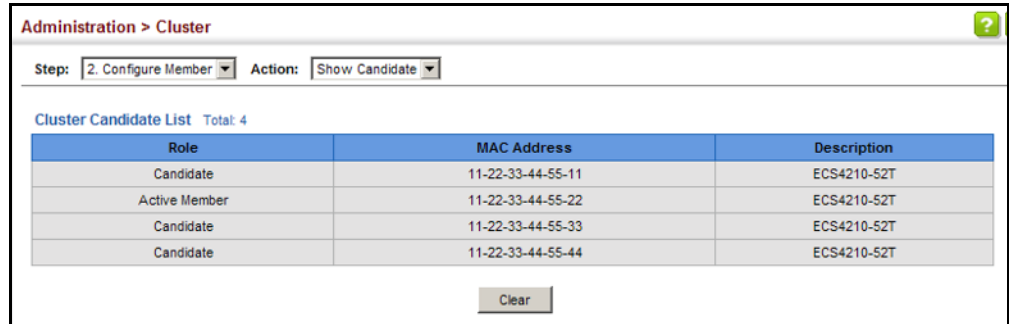 Administration > Cluster
?
Step: 2. Configure Member Action: Show Candidate
Cluster Candidate List Total: 4
Role MAC Address Description
Candidate 11-22-33-44-55-11 ECS4210-52T
Active Member 11-22-33-44-55-22 ECS4210-52T
Candidate 11-22-33-44-55-33 ECS4210-52T
Candidate 11-22-33-44-55-44 ECS4210-52T
Clear